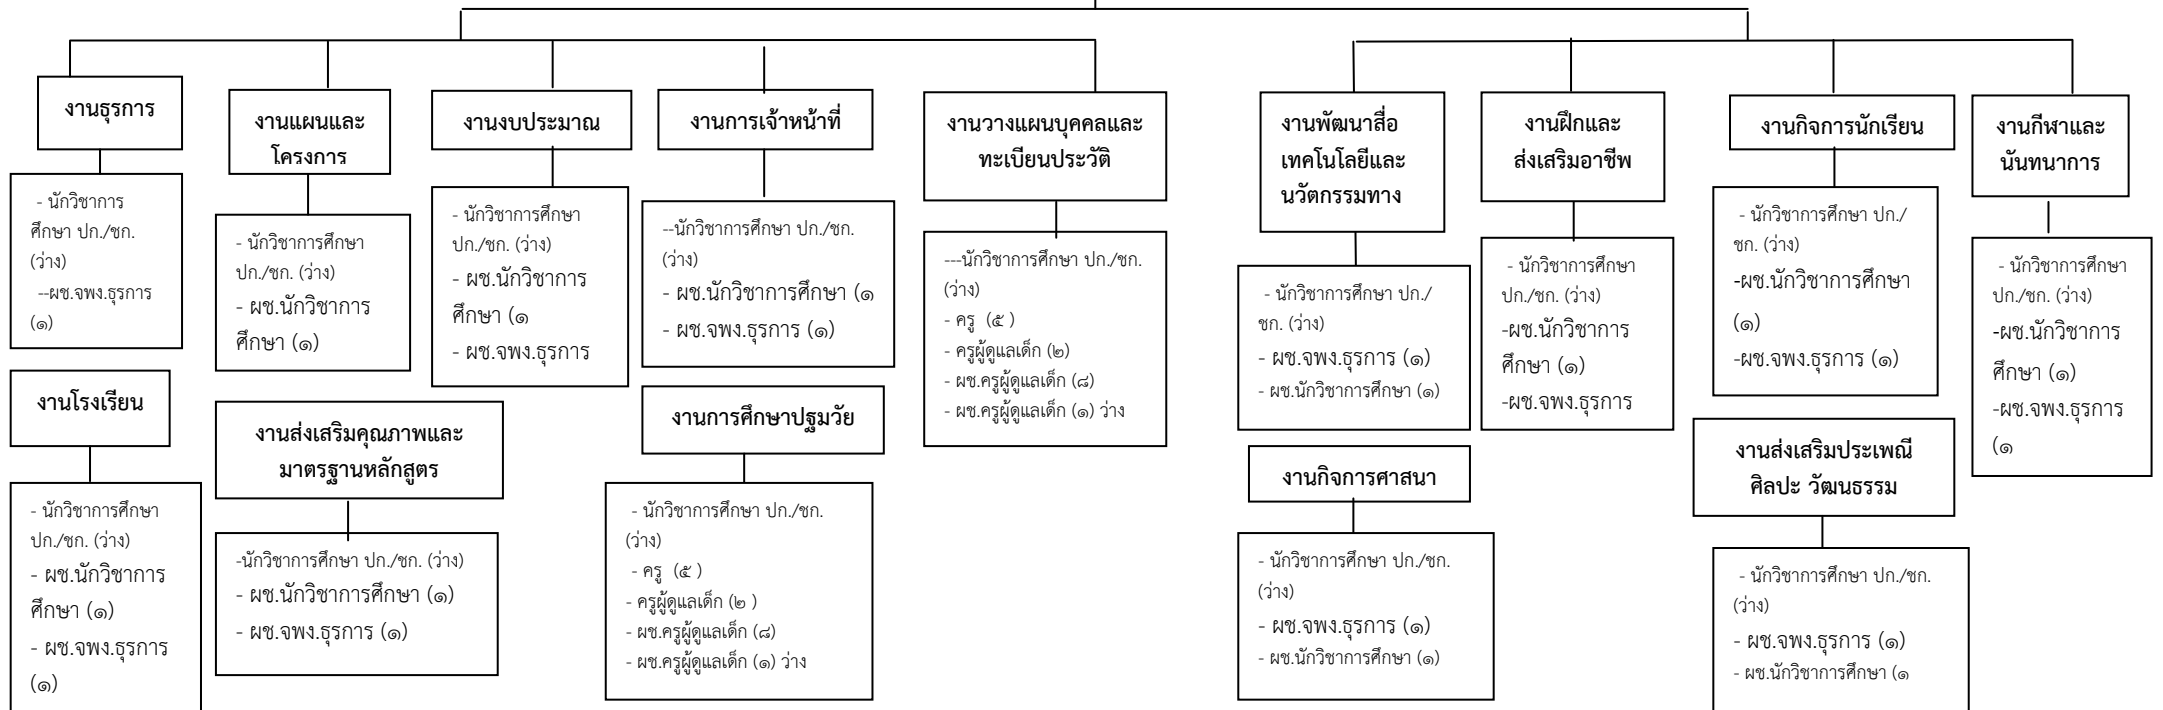 งานธุรการ
- นักวิชาการ
ศึกษา ปก./ชก.
(ว่าง)
--ผช.จพง.ธุรการ
(๑)
งานแผนและ
โครงการ
- นักวิชาการศึกษา
ปก./ชก. (ว่าง)
- ผช.นักวิชาการ
ศึกษา (๑)
งานงบประมาณ
- นักวิชาการศึกษา
ปก./ชก. (ว่าง)
- ผช.นักวิชาการ
ศึกษา (๑
- ผช.จพง.ธุรการ
งานการเจ้าหน้าที่
--นักวิชาการศึกษา ปก./ชก.
(ว่าง)
- ผช.นักวิชาการศึกษา (๑
- ผช.จพง.ธุรการ (๑)
งานวางแผนบุคคลและ
ทะเบียนประวัติ
---นักวิชาการศึกษา ปก./ชก.
(ว่าง)
- ครู (๕ )
- ครูผู้ดูแลเด็ก (๒)
- ผช.ครูผู้ดูแลเด็ก (๘)
- ผช.ครูผู้ดูแลเด็ก (๑) ว่าง
งานพัฒนาสื่อ
เทคโนโลยีและ
นวัตกรรมทาง
- นักวิชาการศึกษา ปก./
ชก. (ว่าง)
- ผช.จพง.ธุรการ (๑)
- ผช.นักวิชาการศึกษา (๑)
งานฝึกและ
ส่งเสริมอาชีพ
- นักวิชาการศึกษา
ปก./ชก. (ว่าง)
-ผช.นักวิชาการ
ศึกษา (๑)
-ผช.จพง.ธุรการ
งานกิจการนักเรียน
- นักวิชาการศึกษา ปก./
ชก. (ว่าง)
-ผช.นักวิชาการศึกษา
(๑)
-ผช.จพง.ธุรการ (๑)
งานกีฬาและ
นันทนาการ
- นักวิชาการศึกษา
ปก./ชก. (ว่าง)
-ผช.นักวิชาการ
ศึกษา (๑)
-ผช.จพง.ธุรการ
(๑
งานโรงเรียน
- นักวิชาการศึกษา
ปก./ชก. (ว่าง)
- ผช.นักวิชาการ
ศึกษา (๑)
- ผช.จพง.ธุรการ
(๑)
งานส่งเสริมคุณภาพและ
มาตรฐานหลักสูตร
-นักวิชาการศึกษา ปก./ชก. (ว่าง)
- ผช.นักวิชาการศึกษา (๑)
- ผช.จพง.ธุรการ (๑)
งานการศึกษาปฐมวัย
- นักวิชาการศึกษา ปก./ชก.
(ว่าง)
- ครู (๕ )
- ครูผู้ดูแลเด็ก (๒ )
- ผช.ครูผู้ดูแลเด็ก (๘)
- ผช.ครูผู้ดูแลเด็ก (๑) ว่าง
งานกิจการศาสนา
- นักวิชาการศึกษา ปก./ชก.
(ว่าง)
- ผช.จพง.ธุรการ (๑)
- ผช.นักวิชาการศึกษา (๑)
งานส่งเสริมประเพณี
ศิลปะ วัฒนธรรม
- นักวิชาการศึกษา ปก./ชก.
(ว่าง)
- ผช.จพง.ธุรการ (๑)
- ผช.นักวิชาการศึกษา (๑